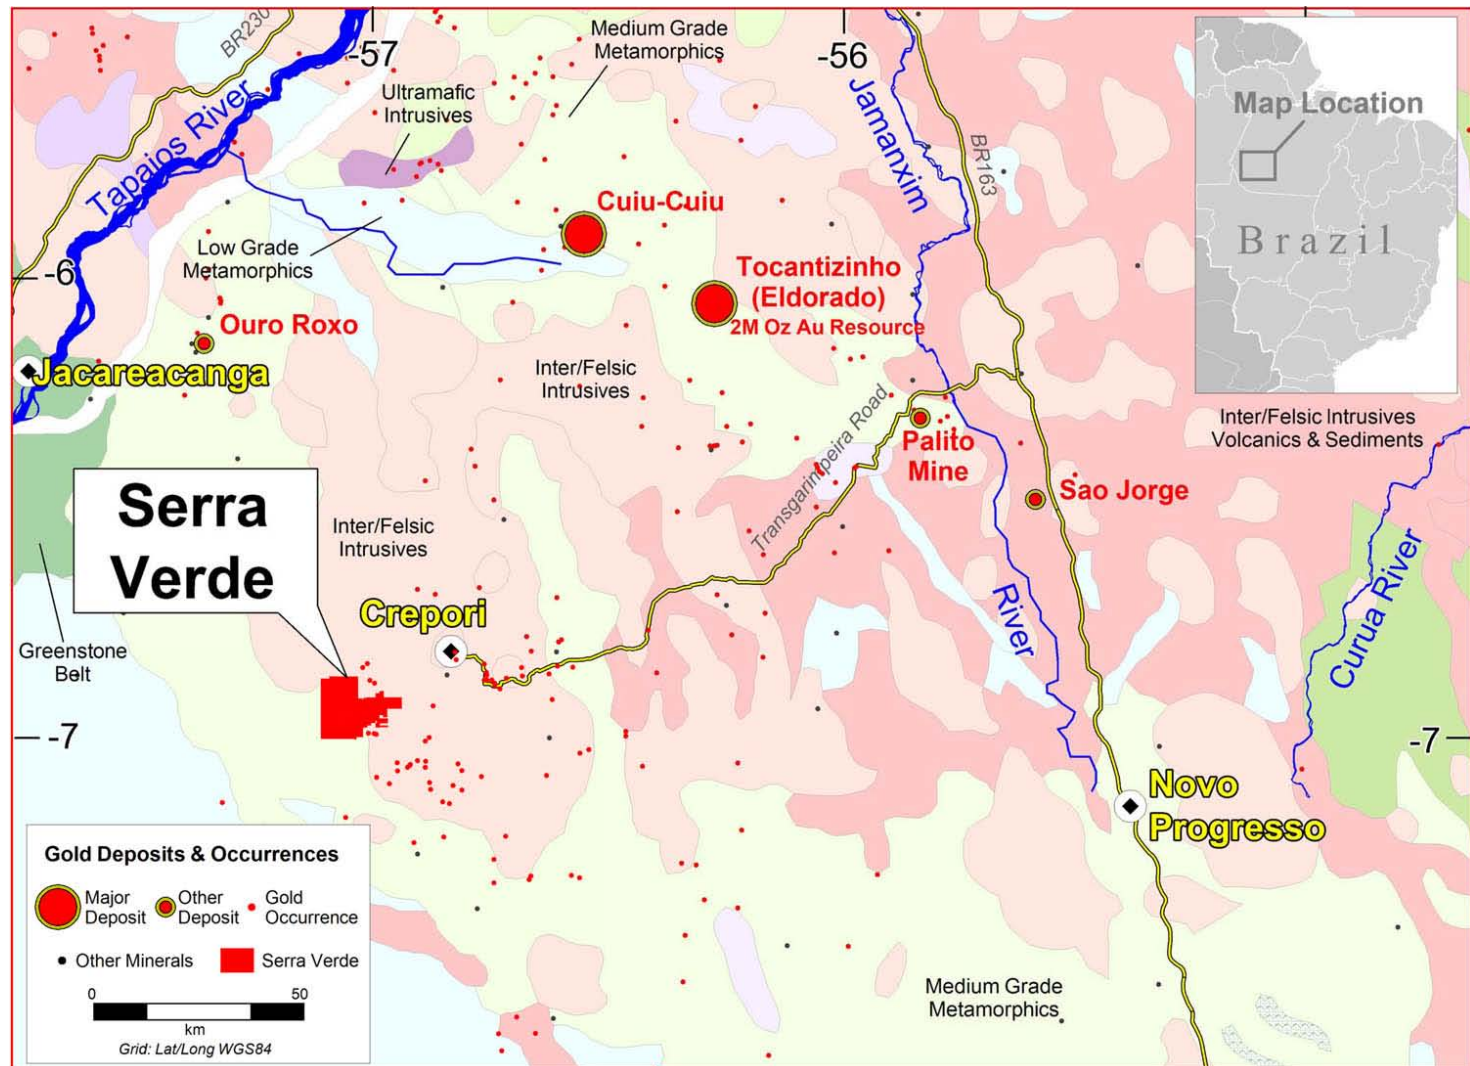 BR230
-57
Medium Grade
Metamorphics
-56
Map Location
Brazil
Ultramafic
Intrusives
Tapaios River
Jamanxim
BR163
Cuiu-Cuiu
Low Grade
Metamorphics
-6
Tocantizinho
(Eldorado)
2M Oz Au Resource
Ouro Roxo
Jacareacanga
Inter/Felsic
Intrusives
Transgarimpeira Road
Palito
Mine
Inter/Felsic Intrusives
Volcanics & Sediments
Sao Jorge
Serra
Verde
Inter/Felsic
Intrusives
Crepori
River
Curua River
Greenstone
Belt
-7
-7
Novo
Progresso
Gold Deposits & Occurrences
Major
Deposit
Other
Deposit
Gold
Occurrence
Other Minerals
Serra Verde
0
50
km
Grid: Lat/Long WGS84
Medium Grade
Metamorphics